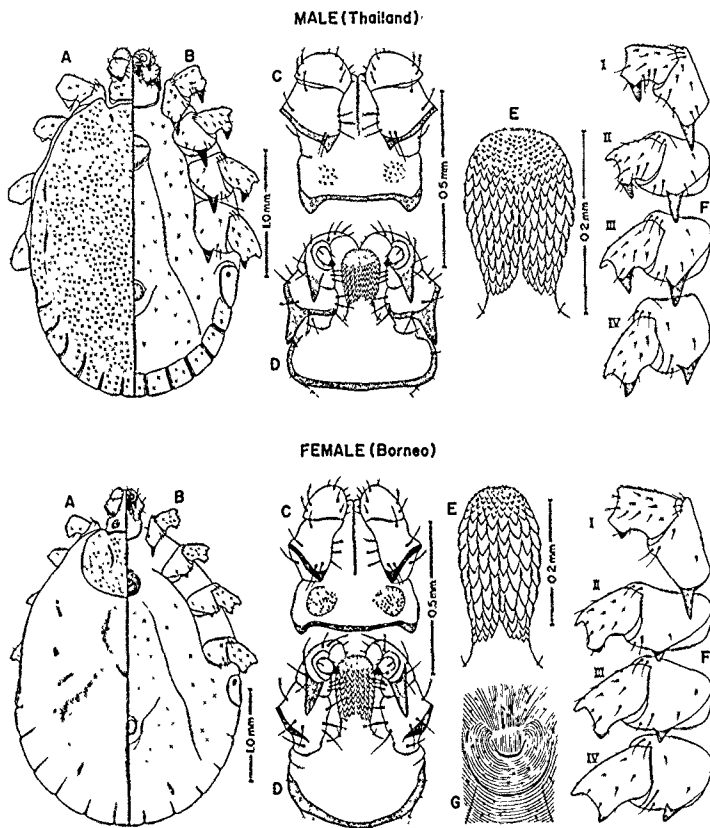 MALE (Thailand)
A B
C
D
1.0 mm
0.5 mm
E
0.2 mm
I
II
III
IV
F
FEMALE (Borneo)
A B
C
D
1.0 mm
0.5 mm
E
0.2 mm
G
I
II
III
IV
F